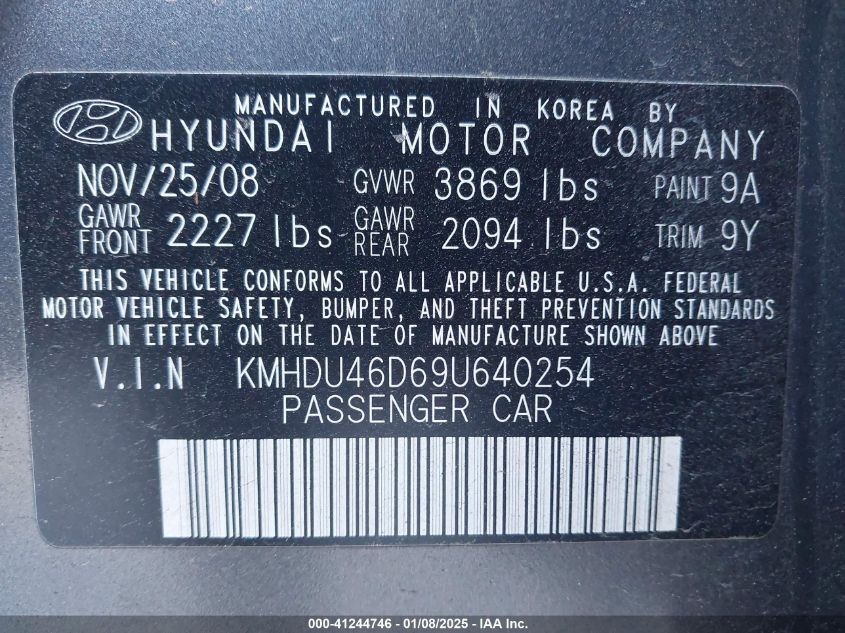 MANUFACTURED IN KOREA BY
HYUNDAI MOTOR COMPANY
NOV/25/08 GVWR 3869 lbs PAINT 9A
GAWR FRONT 2227 lbs GAWR REAR 2094 lbs TRIM 9Y
THIS VEHICLE CONFORMS TO ALL APPLICABLE U.S.A. FEDERAL
MOTOR VEHICLE SAFETY, BUMPER, AND THEFT PREVENTION STANDARDS
IN EFFECT ON THE DATE OF MANUFACTURE SHOWN ABOVE
V.I.N KMHDU46D69U640254
PASSENGER CAR
000-41244746 - 01/08/2025 - IAA Inc.